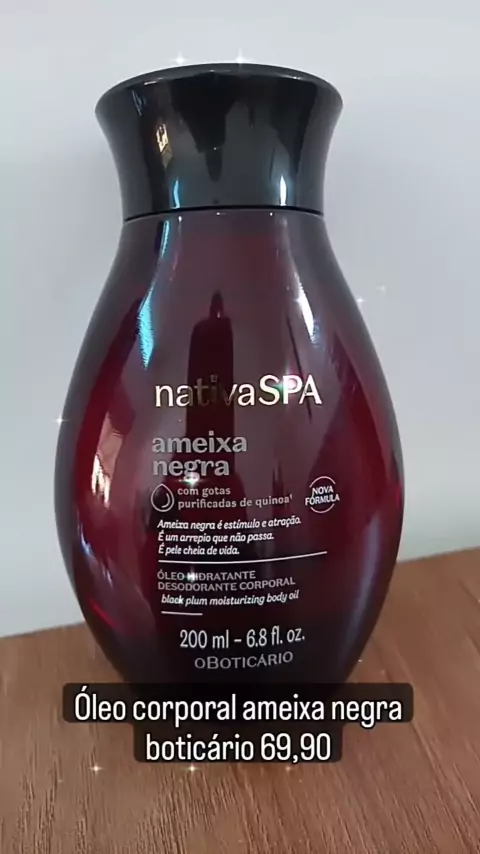 nativaSPA
ameixa
negra
com gotas
purificadas de quinoa¹
NOVA
FÓRMULA
Ameixa negra é estímulo e atração.
É um arrepio que não passa.
É pele cheia de vida.
ÓLEO HIDRATANTE
DESODORANTE CORPORAL
black plum moisturizing body oil
200 ml – 6.8 fl. oz.
OBOTICÁRIO
Óleo corporal ameixa negra
boticário 69,90